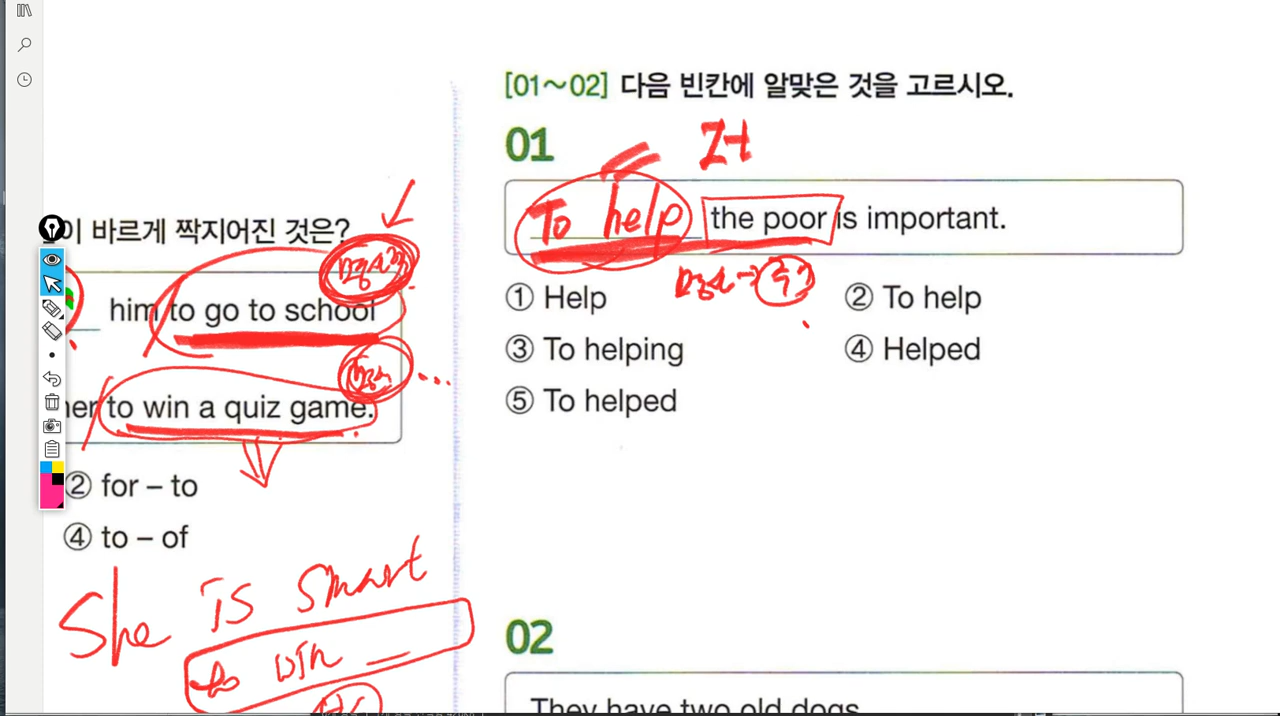 이 바르게 짝지어진 것은?
명사적
him to go to school
her to win a quiz game.
② for – to
④ to – of
She is smart
to win
[01~02] 다음 빈칸에 알맞은 것을 고르시오.
01
To help the poor is important.
명사→주어
① Help
② To help
③ To helping
④ Helped
⑤ To helped
02
They have two old dogs